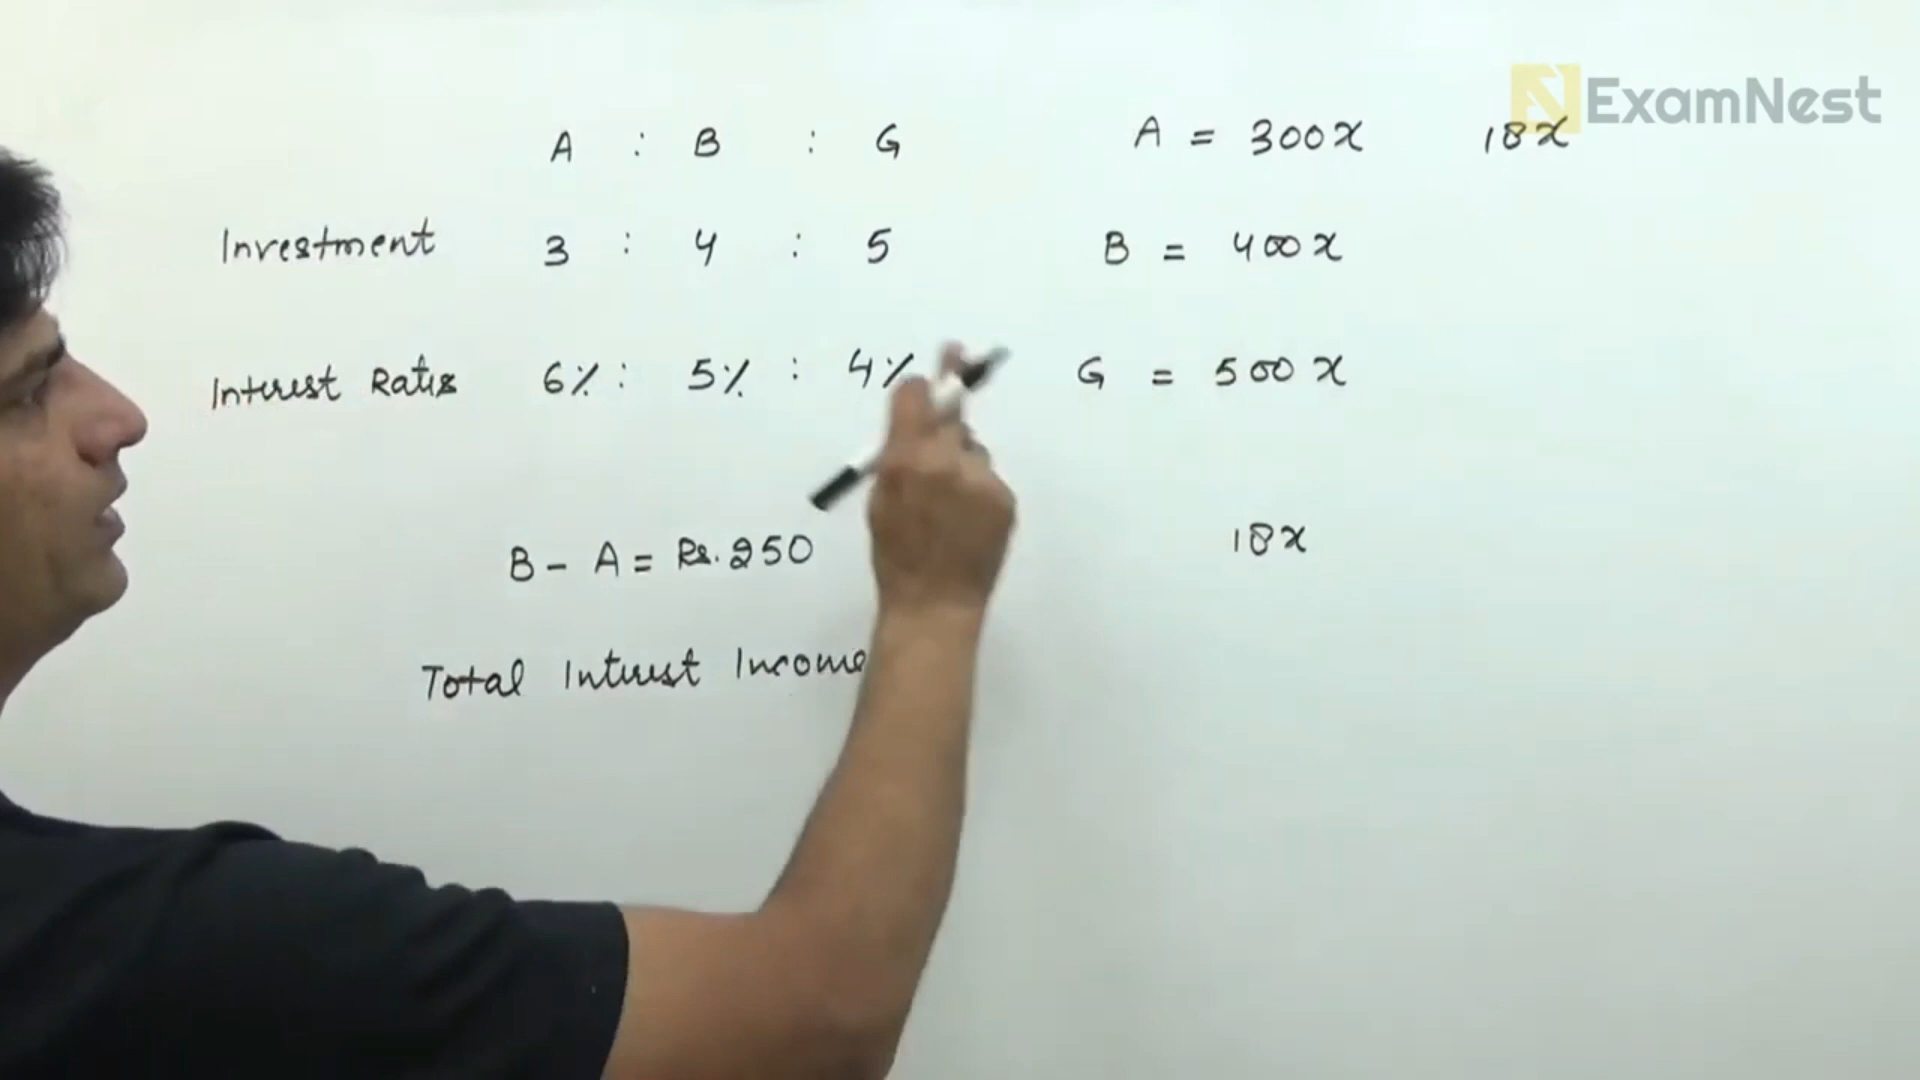 ExamNest
A : B : G
A = 300x 18x
Investment 3 : 4 : 5
B = 400x
Interest Rates 6% : 5% : 4%
G = 500x
B - A = Rs. 250
18x
Total Interest Income